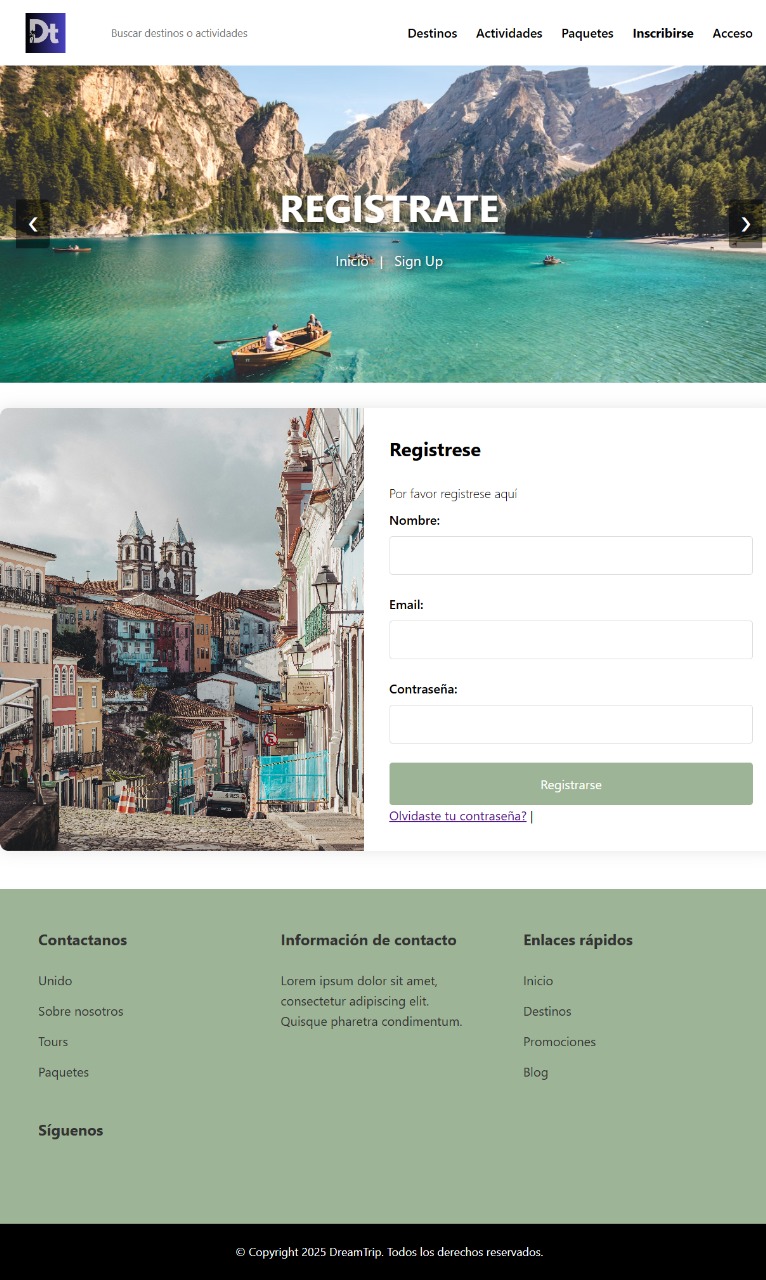 Dt
Buscar destinos o actividades
Destinos
Actividades
Paquetes
Inscribirse
Acceso
REGISTRATE
Inicio | Sign Up
Registrese
Por favor registrese aquí
Nombre:
Email:
Contraseña:
Registrarse
Olvidaste tu contraseña? |
Contactanos
Unido
Sobre nosotros
Tours
Paquetes
Información de contacto
Lorem ipsum dolor sit amet,
consectetur adipiscing elit.
Quisque pharetra condimentum.
Enlaces rápidos
Inicio
Destinos
Promociones
Blog
Síguenos
© Copyright 2025 DreamTrip. Todos los derechos reservados.